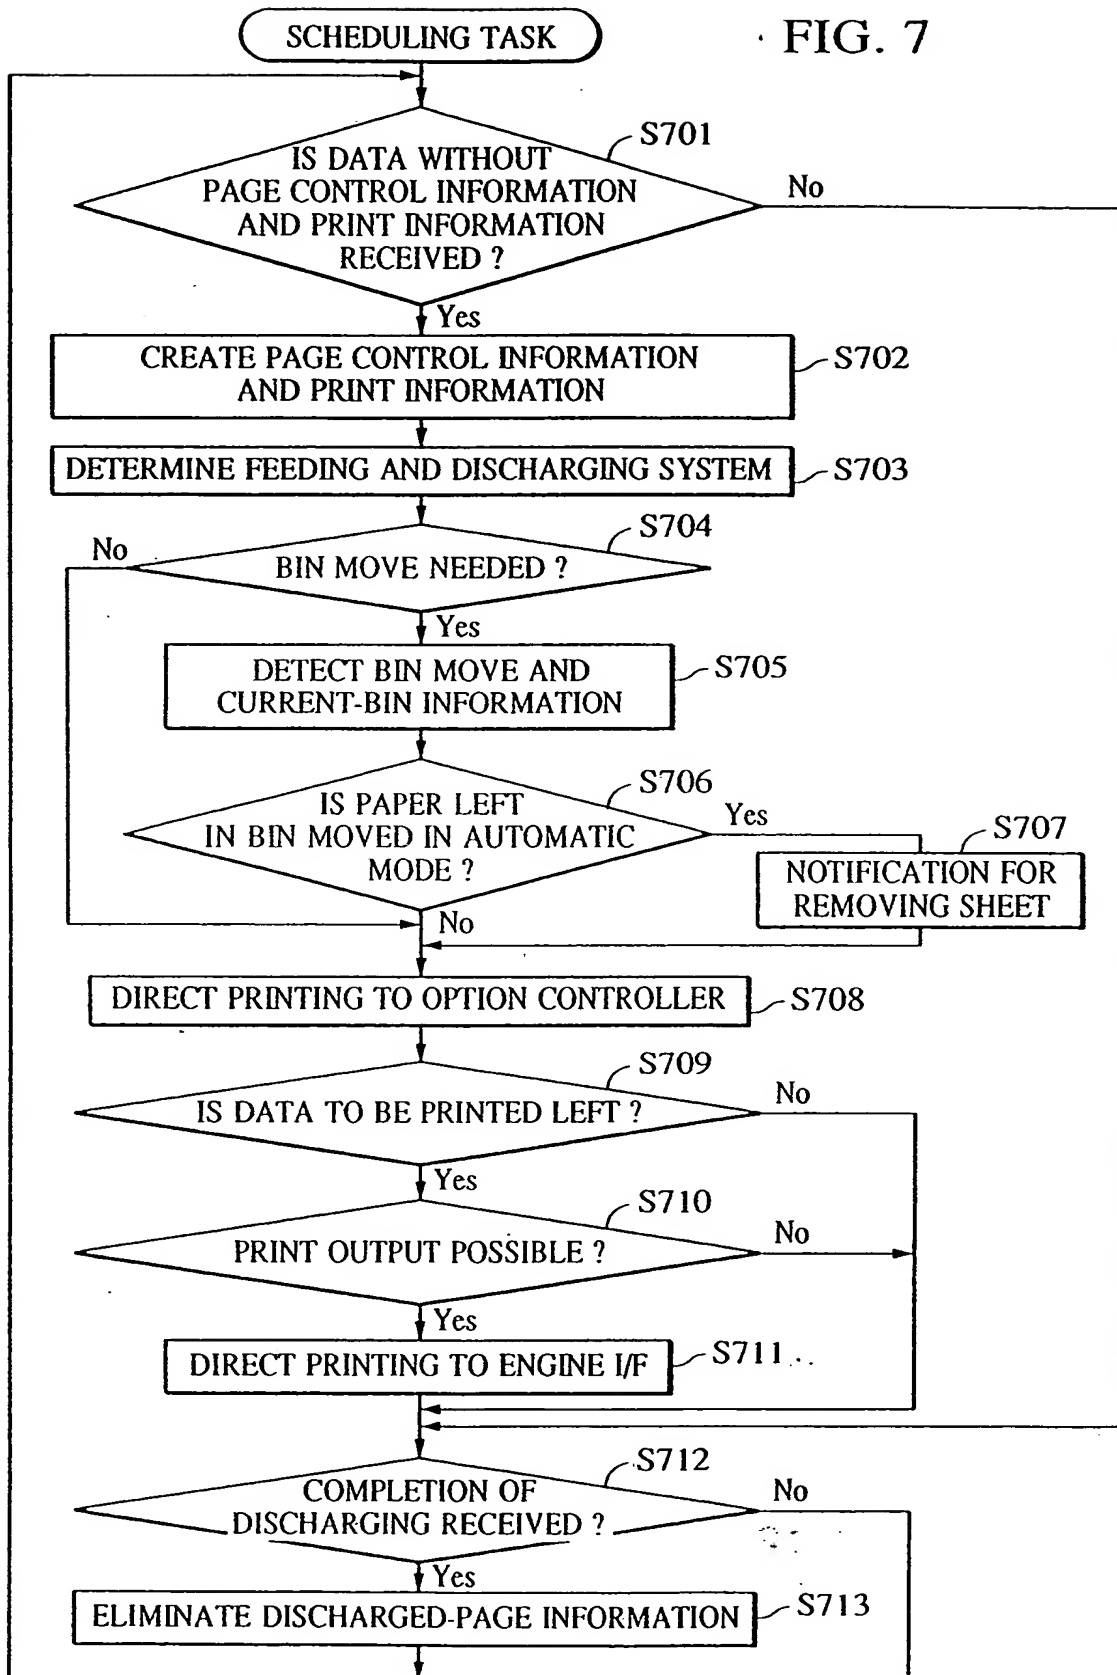 SCHEDULING TASK
FIG. 7
S701
IS DATA WITHOUT
PAGE CONTROL INFORMATION
AND PRINT INFORMATION
RECEIVED ?
No
Yes
CREATE PAGE CONTROL INFORMATION
AND PRINT INFORMATION
S702
DETERMINE FEEDING AND DISCHARGING SYSTEM
S703
S704
No
BIN MOVE NEEDED ?
Yes
DETECT BIN MOVE AND
CURRENT-BIN INFORMATION
S705
S706
IS PAPER LEFT
IN BIN MOVED IN AUTOMATIC
MODE ?
Yes
S707
NOTIFICATION FOR
REMOVING SHEET
No
DIRECT PRINTING TO OPTION CONTROLLER
S708
S709
IS DATA TO BE PRINTED LEFT ?
No
Yes
S710
PRINT OUTPUT POSSIBLE ?
No
Yes
DIRECT PRINTING TO ENGINE I/F
S711
S712
COMPLETION OF
DISCHARGING RECEIVED ?
No
Yes
ELIMINATE DISCHARGED-PAGE INFORMATION
S713